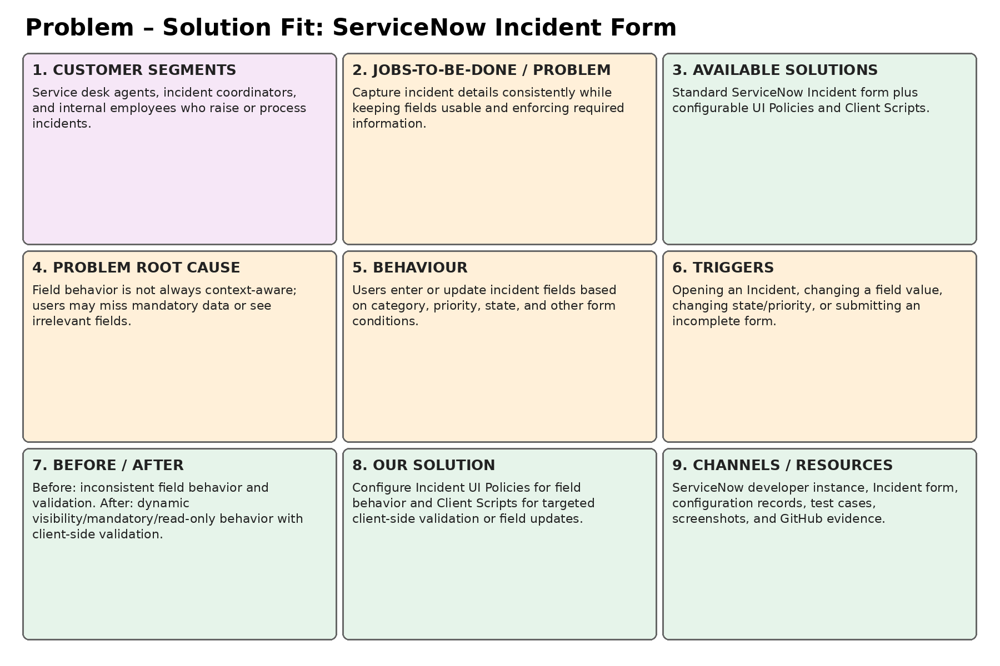 Problem – Solution Fit: ServiceNow Incident Form
1. CUSTOMER SEGMENTS
Service desk agents, incident coordinators,
and internal employees who raise or process
incidents.
2. JOBS-TO-BE-DONE / PROBLEM
Capture incident details consistently while
keeping fields usable and enforcing required
information.
3. AVAILABLE SOLUTIONS
Standard ServiceNow Incident form plus
configurable UI Policies and Client Scripts.
4. PROBLEM ROOT CAUSE
Field behavior is not always context-aware;
users may miss mandatory data or see
irrelevant fields.
5. BEHAVIOUR
Users enter or update incident fields based
on category, priority, state, and other form
conditions.
6. TRIGGERS
Opening an Incident, changing a field value,
changing state/priority, or submitting an
incomplete form.
7. BEFORE / AFTER
Before: inconsistent field behavior and
validation. After: dynamic
visibility/mandatory/read-only behavior with
client-side validation.
8. OUR SOLUTION
Configure Incident UI Policies for field
behavior and Client Scripts for targeted
client-side validation or field updates.
9. CHANNELS / RESOURCES
ServiceNow developer instance, Incident form,
configuration records, test cases,
screenshots, and GitHub evidence.